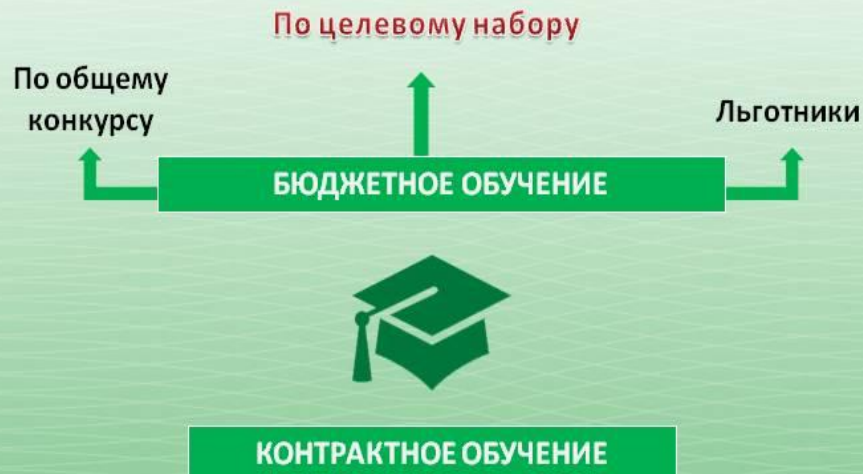 По целевому набору
По общему
конкурсу
Льготники
БЮДЖЕТНОЕ ОБУЧЕНИЕ
КОНТРАКТНОЕ ОБУЧЕНИЕ